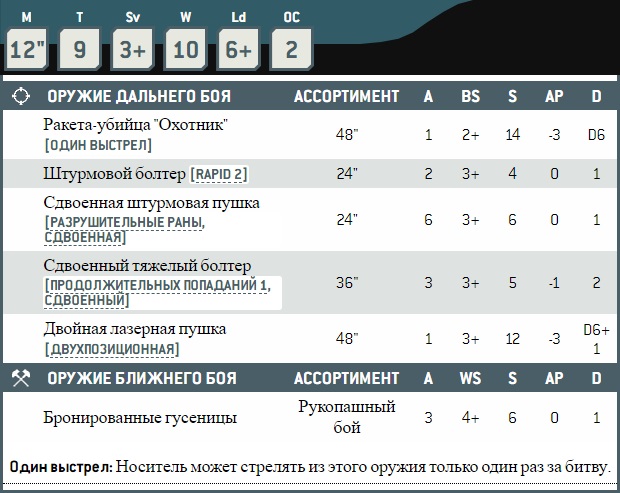 M T Sv W Ld OC
12" 9 3+ 10 6+ 2
ОРУЖИЕ ДАЛЬНЕГО БОЯ АССОРТИМЕНТ A BS S AP D
Ракета-убийца "Охотник"
[ОДИН ВЫСТРЕЛ] 48" 1 2+ 14 -3 D6
Штурмовой болтер [RAPID 2] 24" 2 3+ 4 0 1
Сдвоенная штурмовая пушка
[РАЗРУШИТЕЛЬНЫЕ РАНЫ, 24" 6 3+ 6 0 1
СДВОЕННАЯ]
Сдвоенный тяжелый болтер
[ПРОДОЛЖИТЕЛЬНЫХ ПОПАДАНИЙ 1, 36" 3 3+ 5 -1 2
СДВОЕННЫЙ]
Двойная лазерная пушка
[ДВУХПОЗИЦИОННАЯ] 48" 1 3+ 12 -3 D6+
1
ОРУЖИЕ БЛИЖНЕГО БОЯ АССОРТИМЕНТ A WS S AP D
Бронированные гусеницы Рукопашный
бой 3 4+ 6 0 1
Один выстрел: Носитель может стрелять из этого оружия только один раз за битву.